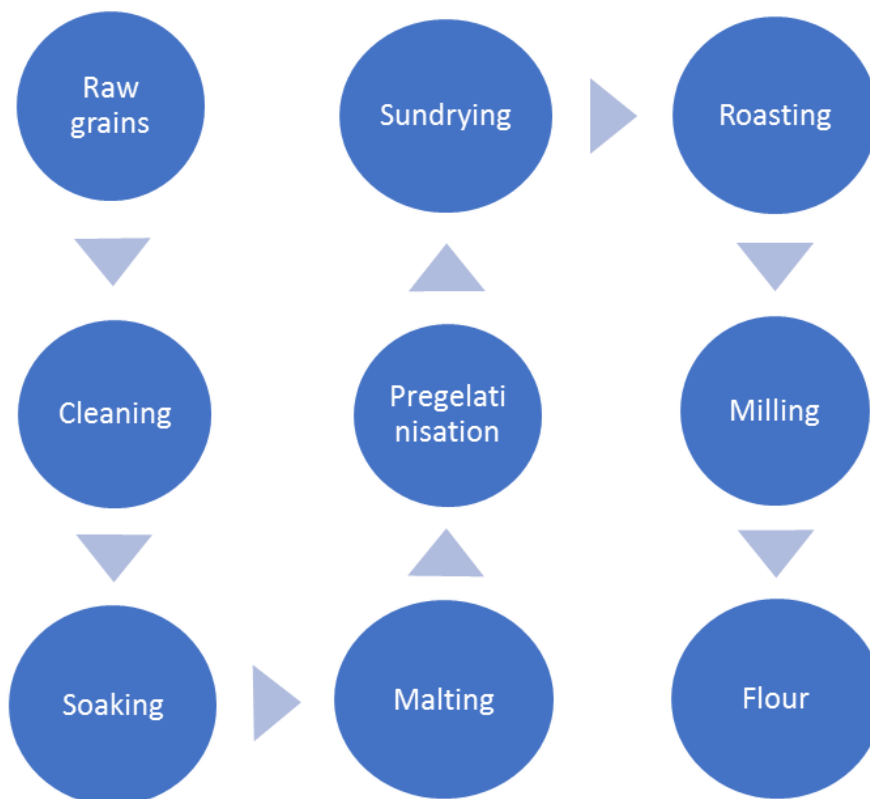 Raw
grains
Cleaning
Soaking
Malting
Pregelati
nisation
Sundrying
Roasting
Milling
Flour